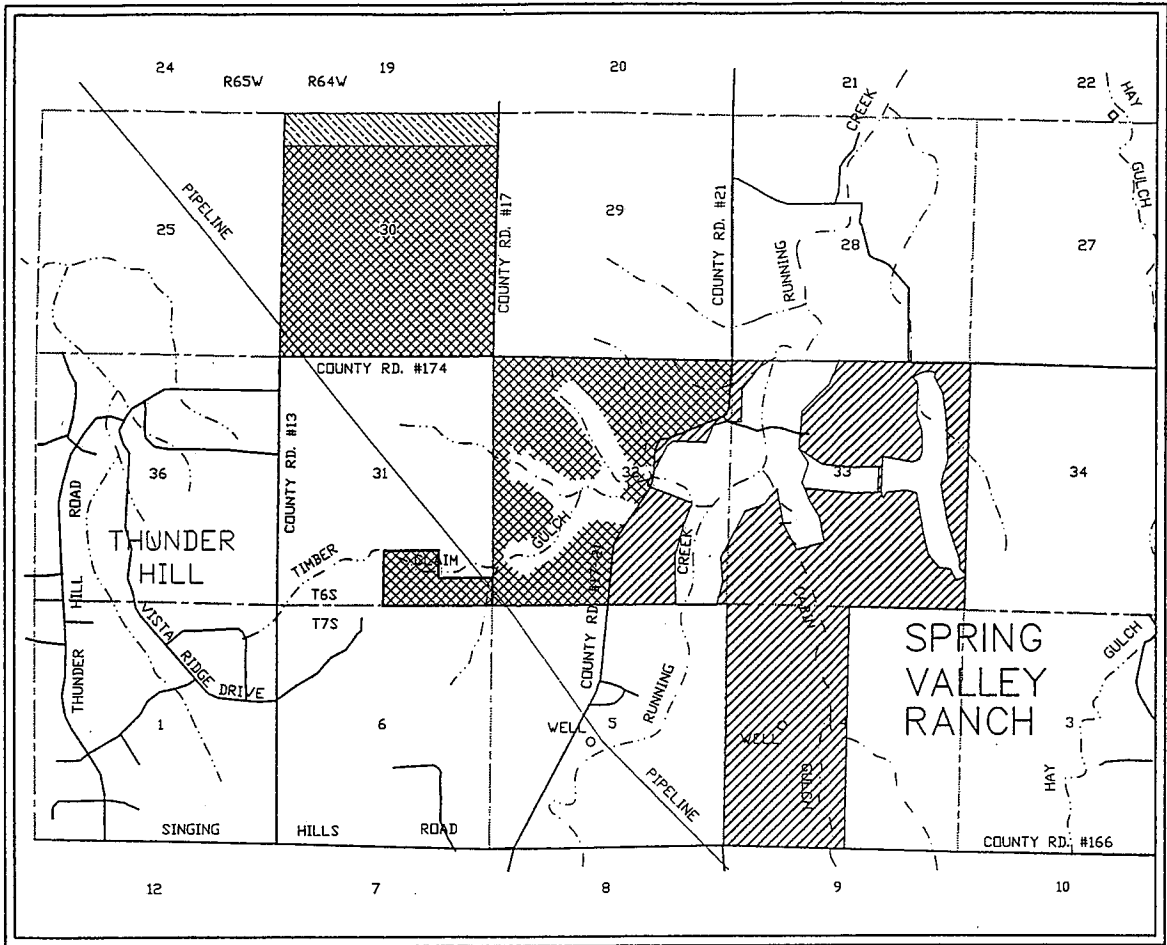 24
R65W
R64W
19
20
21
22
HAY
GULCH
CREEK
PIPELINE
25
30
COUNTY RD. #17
29
COUNTY RD. #21
RUNNING
28
27
COUNTY RD. #174
COUNTY RD. #13
36
31
32
33
34
ROAD
THUNDER
HILL
GULCH
CREEK
TIMBER
CLAIM
T6S
T7S
HILL
VISTA
RIDGE
DRIVE
THUNDER
COUNTY RD.
RUNNING
SPRING
VALLEY
RANCH
GULCH
1
6
5
WELL
WELL
3
GULCH
HAY
PIPELINE
SINGING
HILLS
ROAD
COUNTY RD. #166
12
7
8
9
10